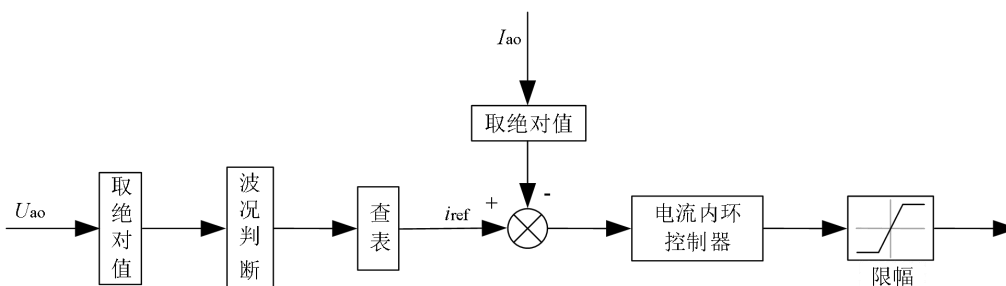 Iao
取绝对值
Uao
取绝对值
波况判断
查表
iref
+
-
电流内环
控制器
限幅